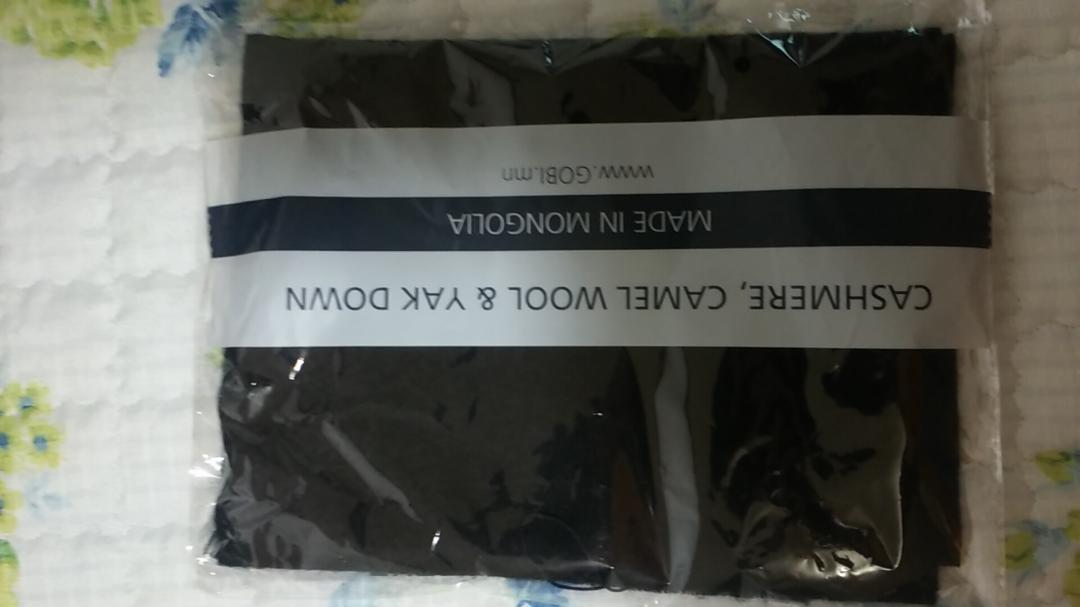 CASHMERE, CAMEL WOOL & YAK DOWN
MADE IN MONGOLIA
www.GOBI.mn